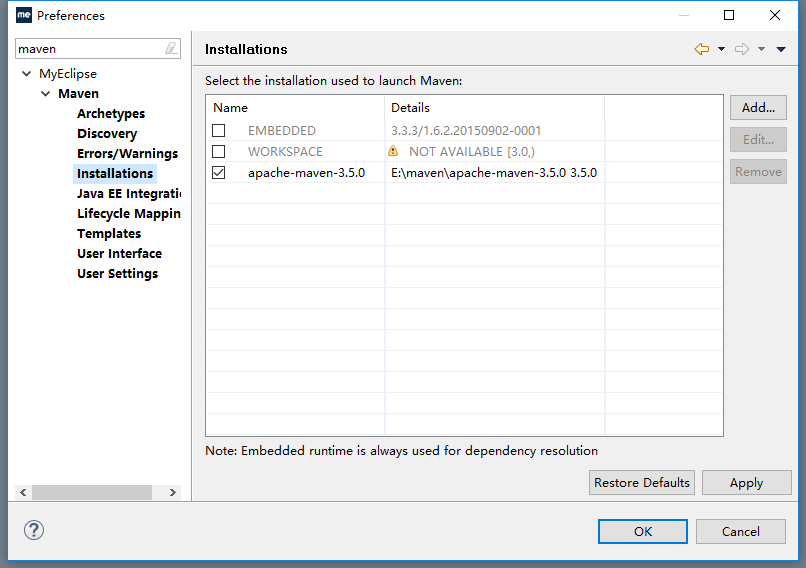 me Preferences
maven
MyEclipse
Maven
Archetypes
Discovery
Errors/Warnings
Installations
Java EE Integrati
Lifecycle Mappin
Templates
User Interface
User Settings
Installations
Select the installation used to launch Maven:
Name Details
EMBEDDED 3.3.3/1.6.2.20150902-0001
WORKSPACE NOT AVAILABLE [3.0,)
apache-maven-3.5.0 E:\maven\apache-maven-3.5.0 3.5.0
Add...
Edit...
Remove
Note: Embedded runtime is always used for dependency resolution
Restore Defaults Apply
? OK Cancel